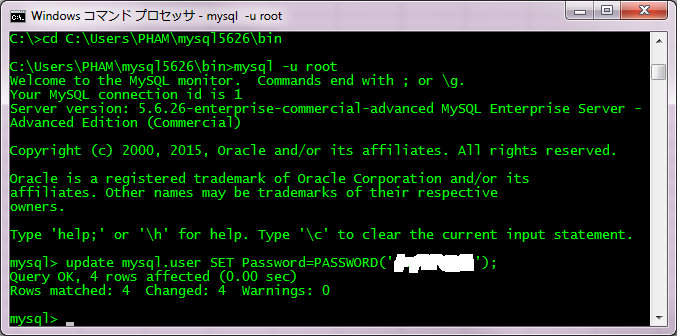 Windows コマンド プロセッサ - mysql  -u root
C:\>cd C:\Users\PHAM\mysql5626\bin
C:\Users\PHAM\mysql5626\bin>mysql -u root
Welcome to the MySQL monitor.  Commands end with ; or \g.
Your MySQL connection id is 1
Server version: 5.6.26-enterprise-commercial-advanced MySQL Enterprise Server -
Advanced Edition (Commercial)
Copyright (c) 2000, 2015, Oracle and/or its affiliates. All rights reserved.
Oracle is a registered trademark of Oracle Corporation and/or its
affiliates. Other names may be trademarks of their respective
owners.
Type 'help;' or '\h' for help. Type '\c' to clear the current input statement.
mysql> update mysql.user SET Password=PASSWORD('');
Query OK, 4 rows affected (0.00 sec)
Rows matched: 4  Changed: 4  Warnings: 0
mysql>